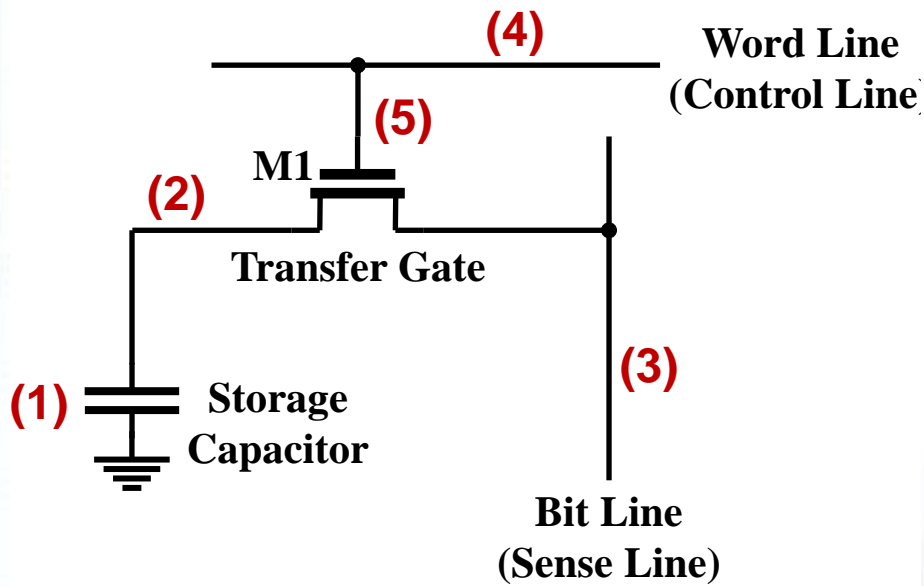 (4)
Word Line
(Control Line)
(5)
M1
(2)
Transfer Gate
(3)
(1)
Storage
Capacitor
Bit Line
(Sense Line)